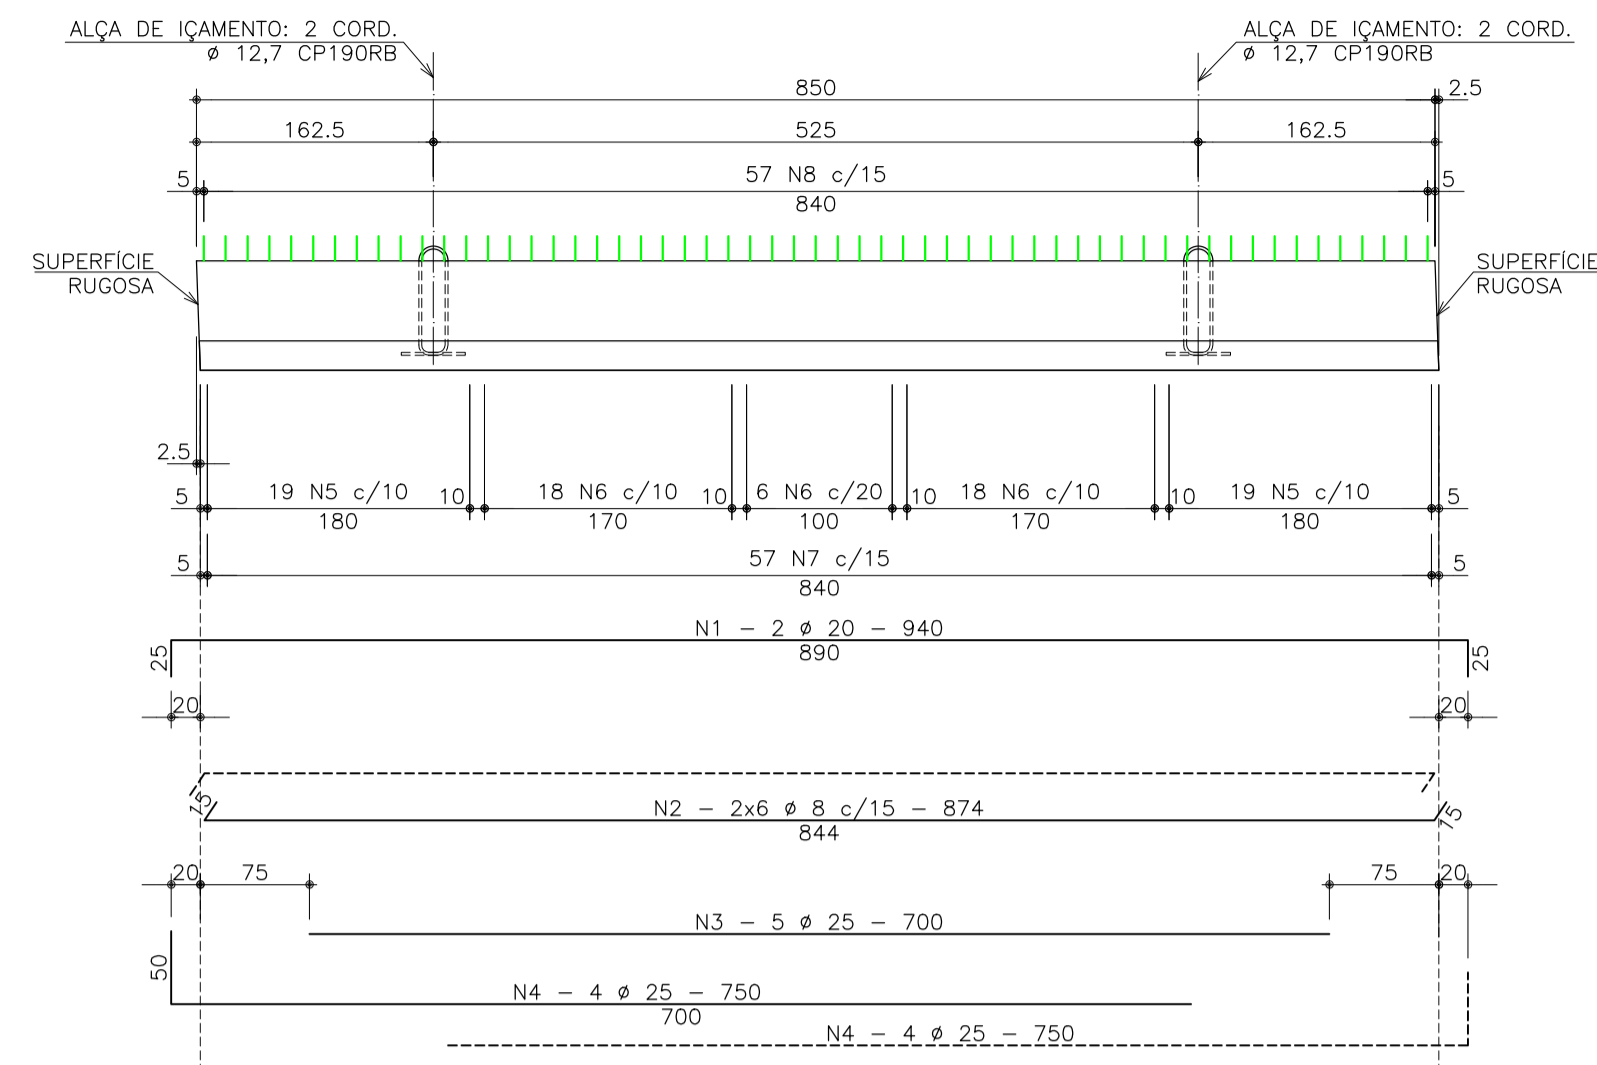 ALÇA DE IÇAMENTO: 2 CORD.
ø 12,7 CP190RB
ALÇA DE IÇAMENTO: 2 CORD.
ø 12,7 CP190RB
850
2.5
162.5
525
162.5
5
57 N8 c/15
5
840
SUPERFÍCIE
RUGOSA
SUPERFÍCIE
RUGOSA
2.5
5
19 N5 c/10
10
18 N6 c/10
10
6 N6 c/20
10
18 N6 c/10
10
19 N5 c/10
5
180
170
100
170
180
5
57 N7 c/15
5
840
N1 – 2 ø 20 – 940
890
25
25
20
20
15
N2 – 2x6 ø 8 c/15 – 874
15
844
20
75
75
20
N3 – 5 ø 25 – 700
50
N4 – 4 ø 25 – 750
700
N4 – 4 ø 25 – 750